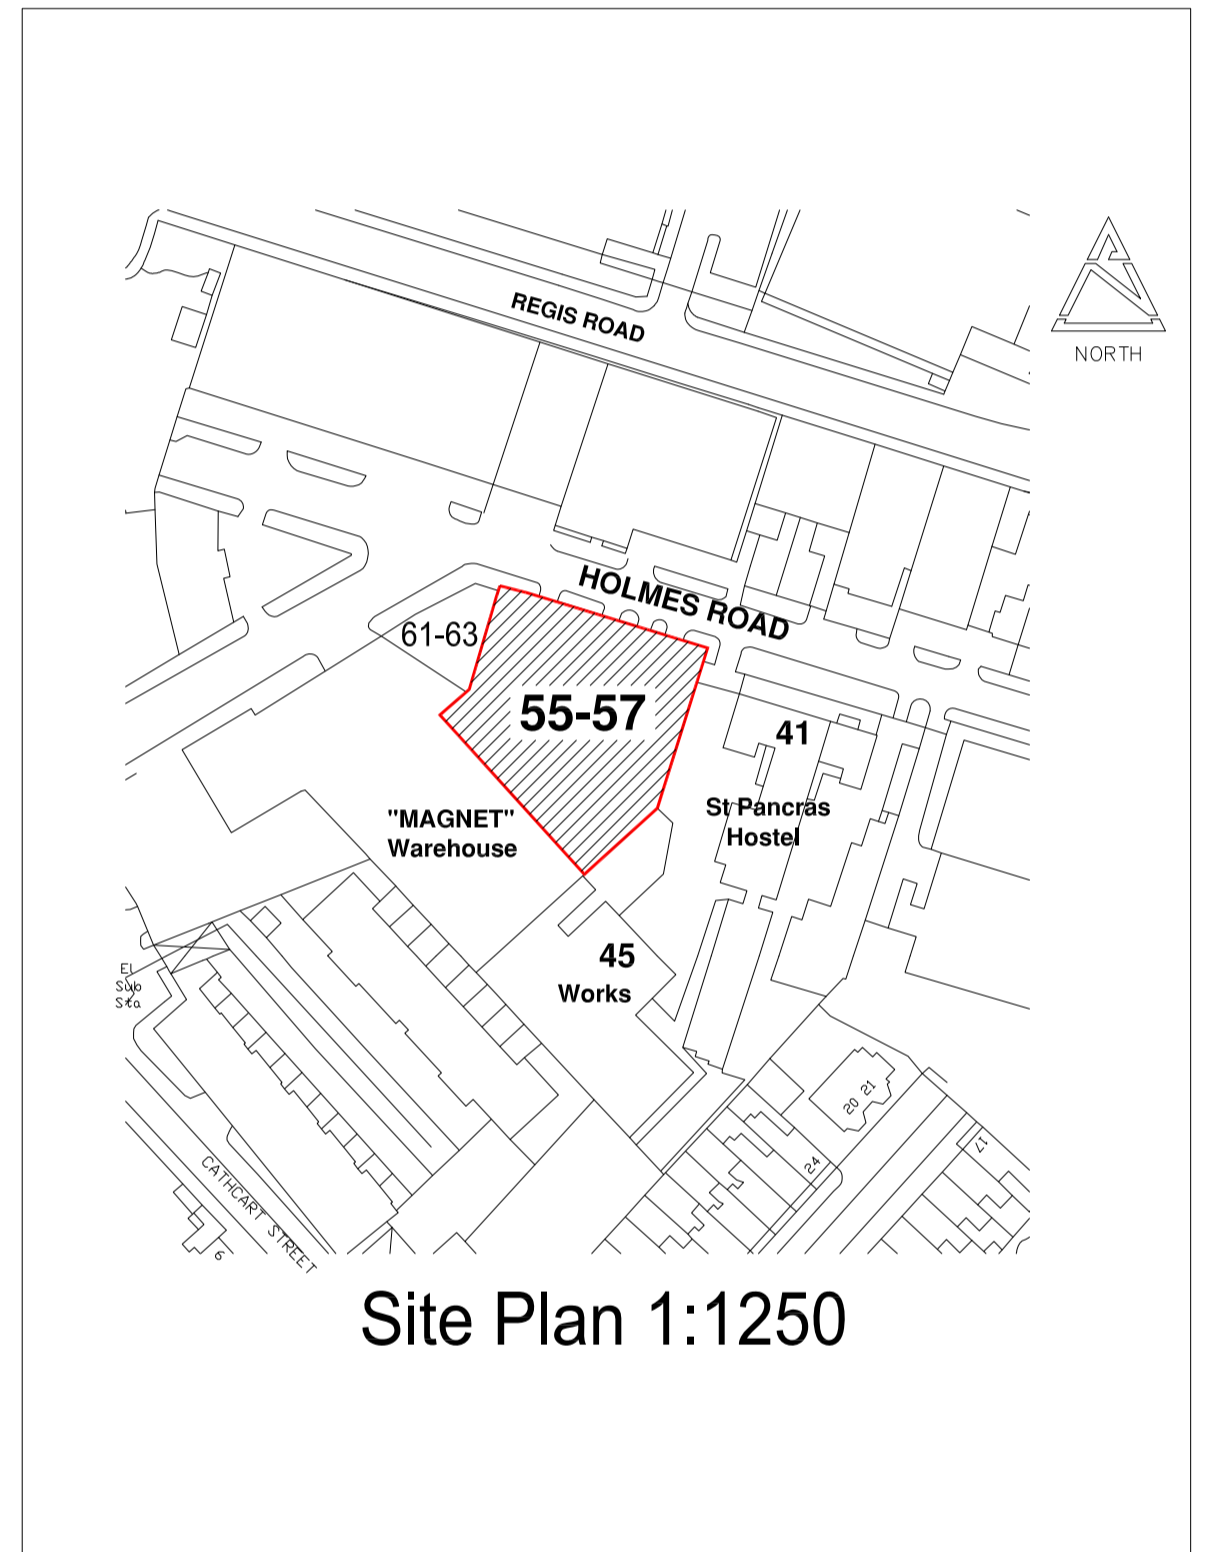 REGIS ROAD
NORTH
HOLMES ROAD
61-63
55-57
41
"MAGNET"
Warehouse
St Pancras
Hostel
45
Works
El
Sub
Sta
20 21
24
17
CATHCART STREET
6
Site Plan 1:1250